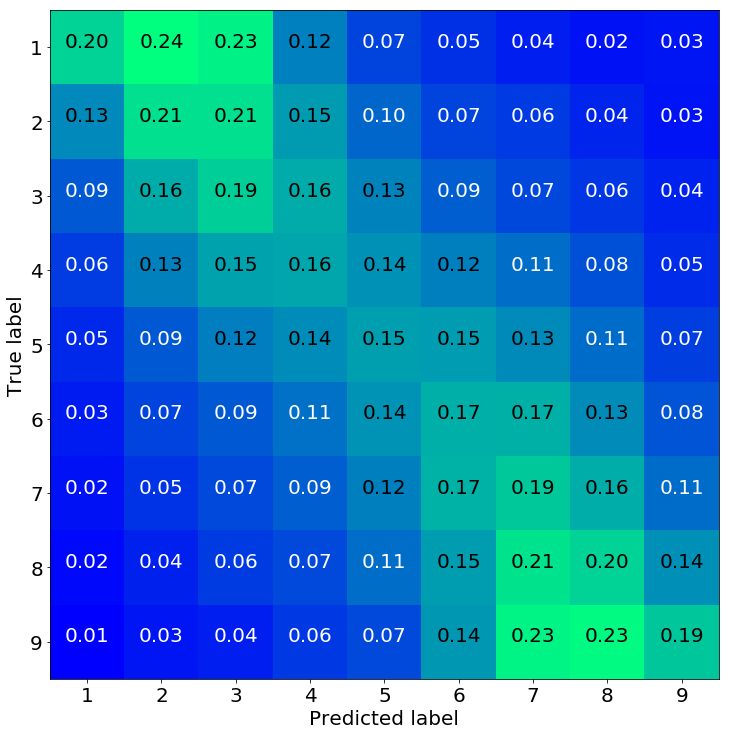 1 0.20 0.24 0.23 0.12 0.07 0.05 0.04 0.02 0.03
2 0.13 0.21 0.21 0.15 0.10 0.07 0.06 0.04 0.03
3 0.09 0.16 0.19 0.16 0.13 0.09 0.07 0.06 0.04
4 0.06 0.13 0.15 0.16 0.14 0.12 0.11 0.08 0.05
5 0.05 0.09 0.12 0.14 0.15 0.15 0.13 0.11 0.07
6 0.03 0.07 0.09 0.11 0.14 0.17 0.17 0.13 0.08
7 0.02 0.05 0.07 0.09 0.12 0.17 0.19 0.16 0.11
8 0.02 0.04 0.06 0.07 0.11 0.15 0.21 0.20 0.14
9 0.01 0.03 0.04 0.06 0.07 0.14 0.23 0.23 0.19
1 2 3 4 5 6 7 8 9
Predicted label
True label